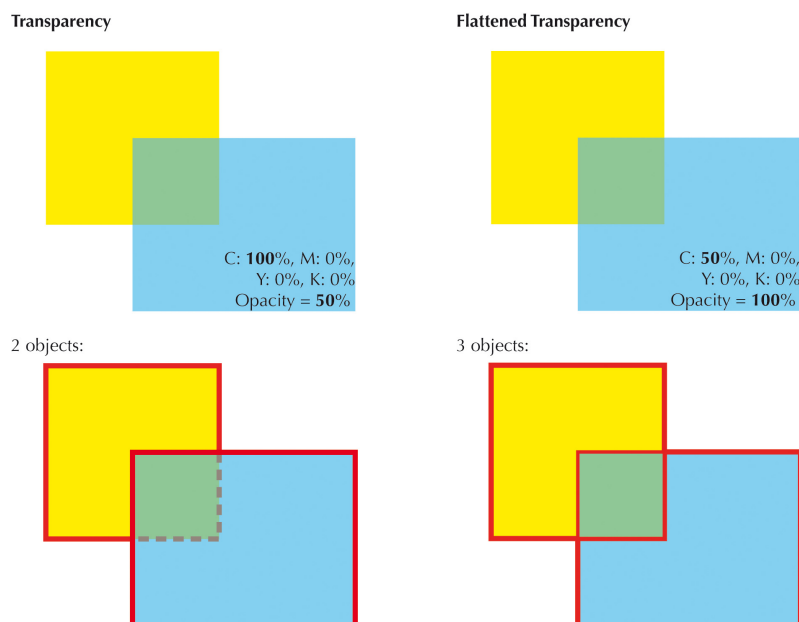 Transparency
Flattened Transparency
C: 100%, M: 0%,
Y: 0%, K: 0%
Opacity = 50%
C: 50%, M: 0%,
Y: 0%, K: 0%
Opacity = 100%
2 objects:
3 objects: